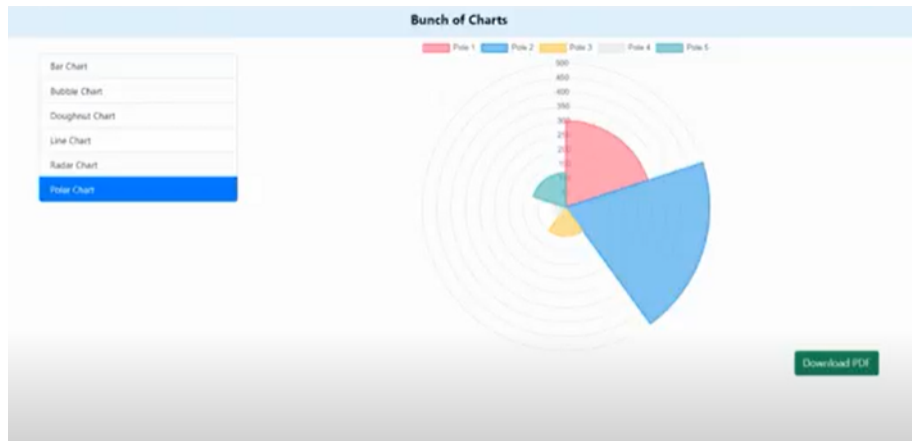 Bunch of Charts
Bar Chart
Bubble Chart
Doughnut Chart
Line Chart
Radar Chart
Polar Chart
Pole 1 Pole 2 Pole 3 Pole 4 Pole 5
500
450
400
350
300
Download PDF